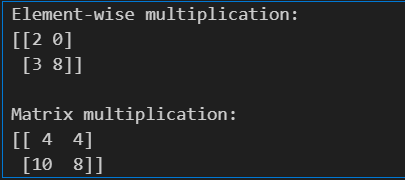 Element-wise multiplication:
[[2 0]
 [3 8]]

Matrix multiplication:
[[ 4  4]
 [10  8]]